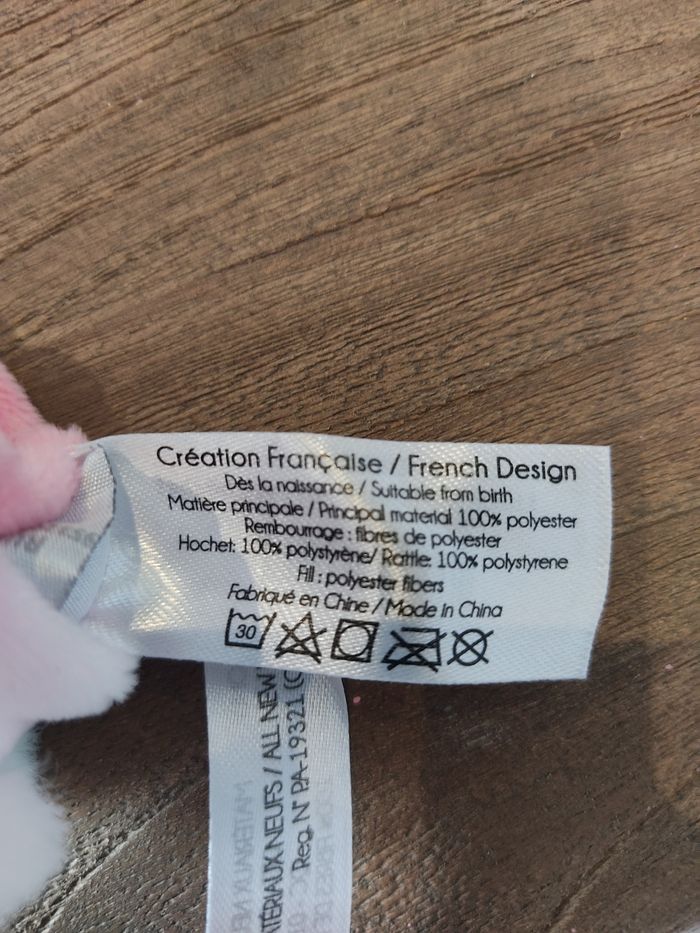 Création Française / French Design
Dès la naissance / Suitable from birth
Matière principale / Principal material 100% polyester
Rembourrage : fibres de polyester
Hochet: 100% polystyrène/ Rattle: 100% polystyrene
Fill : polyester fibers
Fabriqué en Chine / Made in China
30
TÉRIAUX NEUFS / ALL NEW
Reg. N° PA-19321 (C